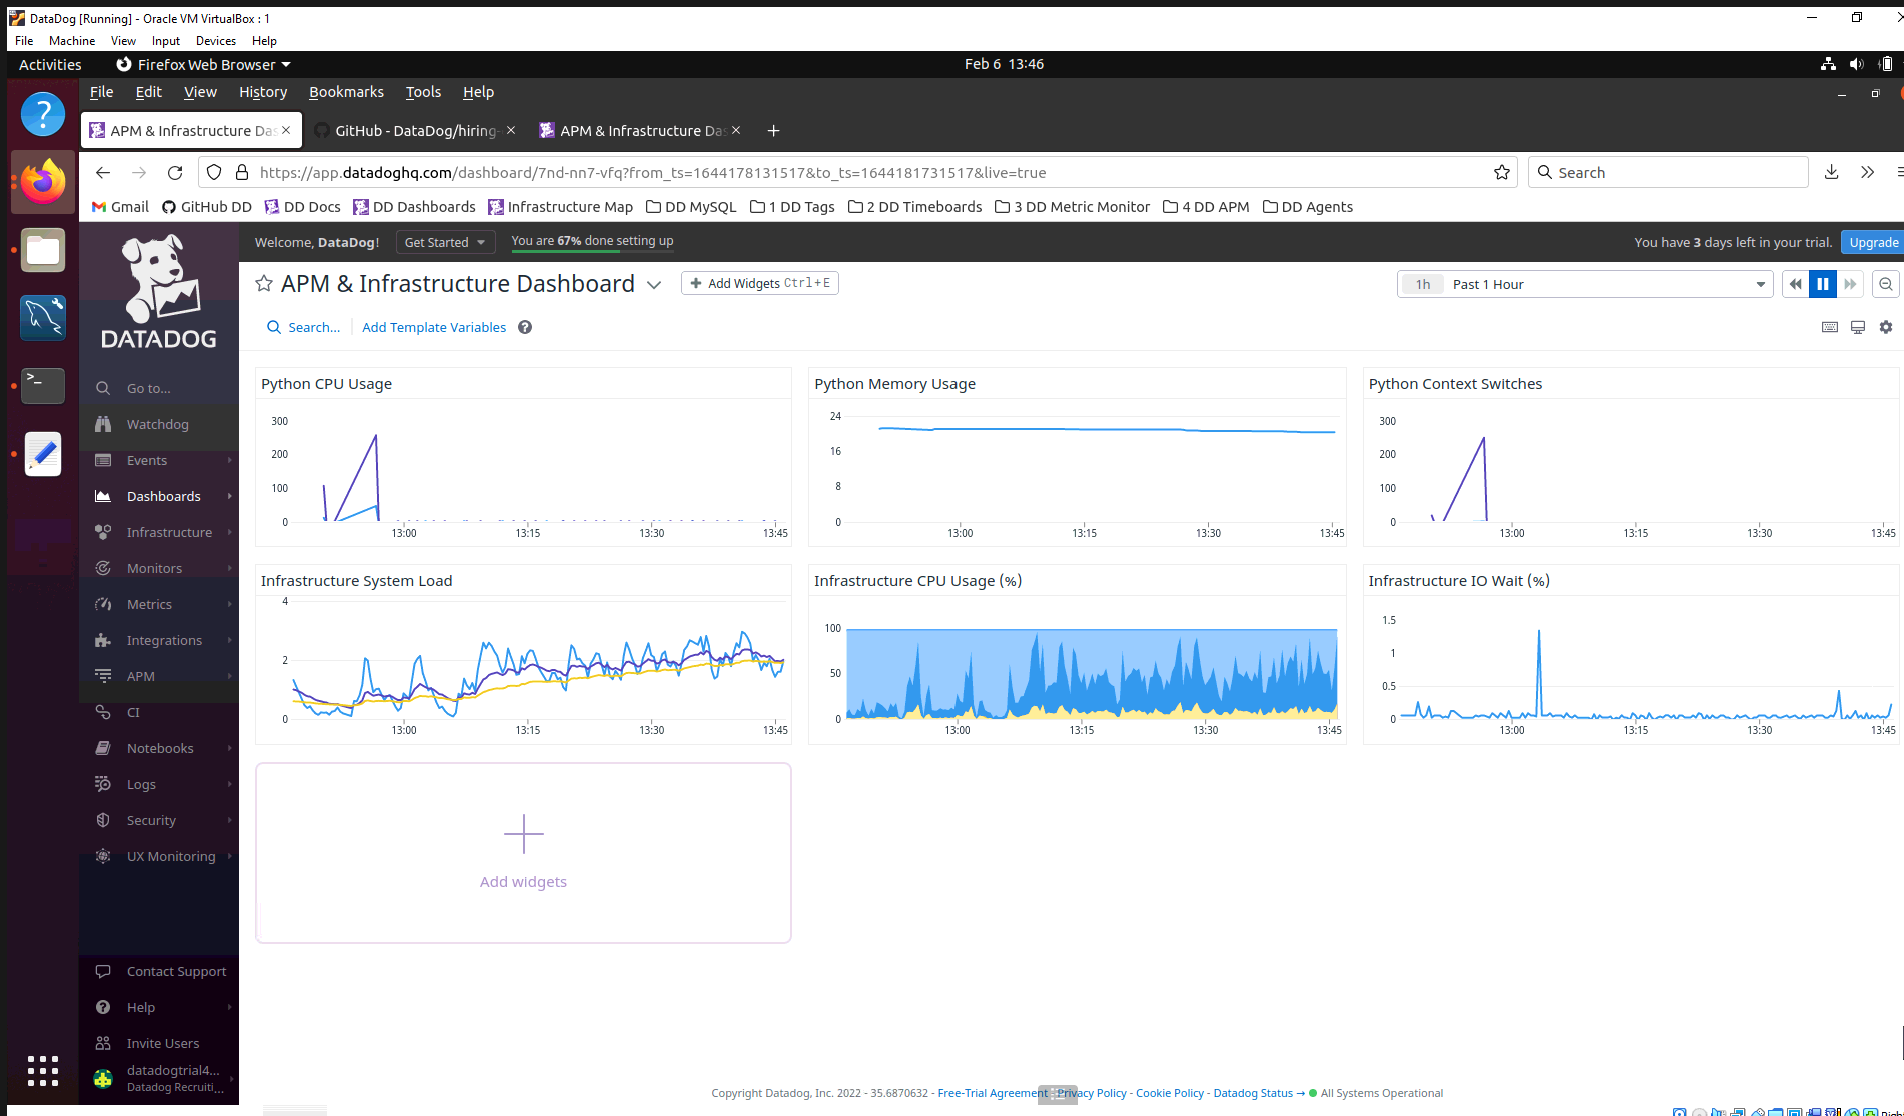 DataDog [Running] - Oracle VM VirtualBox : 1
File Machine View Input Devices Help
Activities Firefox Web Browser Feb 6 13:46
File Edit View History Bookmarks Tools Help
APM & Infrastructure Das GitHub - DataDog/hiring- APM & Infrastructure Das
https://app.datadoghq.com/dashboard/7nd-nn7-vfq?from_ts=1644178131517&to_ts=1644181731517&live=true Search
Gmail GitHub DD DD Docs DD Dashboards Infrastructure Map DD MySQL 1 DD Tags 2 DD Timeboards 3 DD Metric Monitor 4 DD APM DD Agents
DATADOG
Go to...
Watchdog
Events
Dashboards
Infrastructure
Monitors
Metrics
Integrations
APM
CI
Notebooks
Logs
Security
UX Monitoring
Contact Support
Help
Invite Users
datadogtrial4...
Datadog Recruiti...
Welcome, DataDog! Get Started You are 67% done setting up You have 3 days left in your trial. Upgrade
APM & Infrastructure Dashboard + Add Widgets Ctrl+E 1h Past 1 Hour
Search... Add Template Variables ?
Python CPU Usage
300
200
100
0
13:00 13:15 13:30 13:45
Python Memory Usage
24
16
8
0
13:00 13:15 13:30 13:45
Python Context Switches
300
200
100
0
13:00 13:15 13:30 13:45
Infrastructure System Load
4
2
0
13:00 13:15 13:30 13:45
Infrastructure CPU Usage (%)
100
50
0
13:00 13:15 13:30 13:45
Infrastructure IO Wait (%)
1.5
1
0.5
0
13:00 13:15 13:30 13:45
Add widgets
Copyright Datadog, Inc. 2022 - 35.6870632 - Free-Trial Agreement - Privacy Policy - Cookie Policy - Datadog Status → All Systems Operational